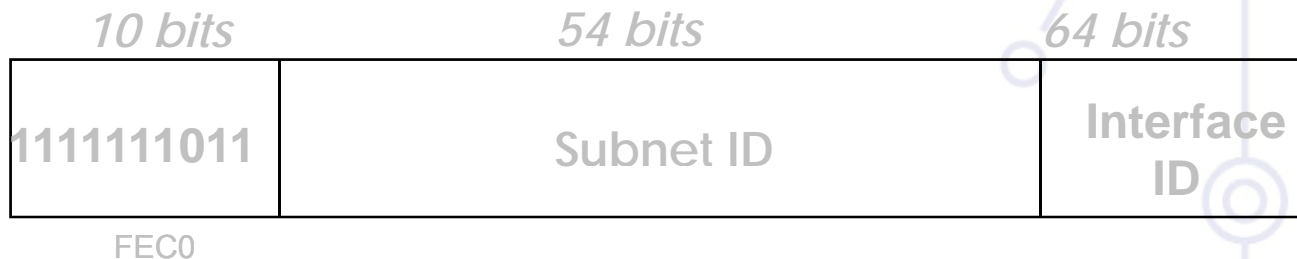 10 bits 54 bits 64 bits
1111111011 Subnet ID Interface ID
FEC0